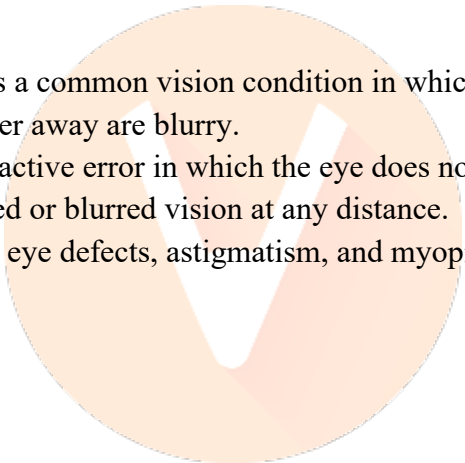 s a common vision condition in whic
er away are blurry.
active error in which the eye does no
ed or blurred vision at any distance.
eye defects, astigmatism, and myop